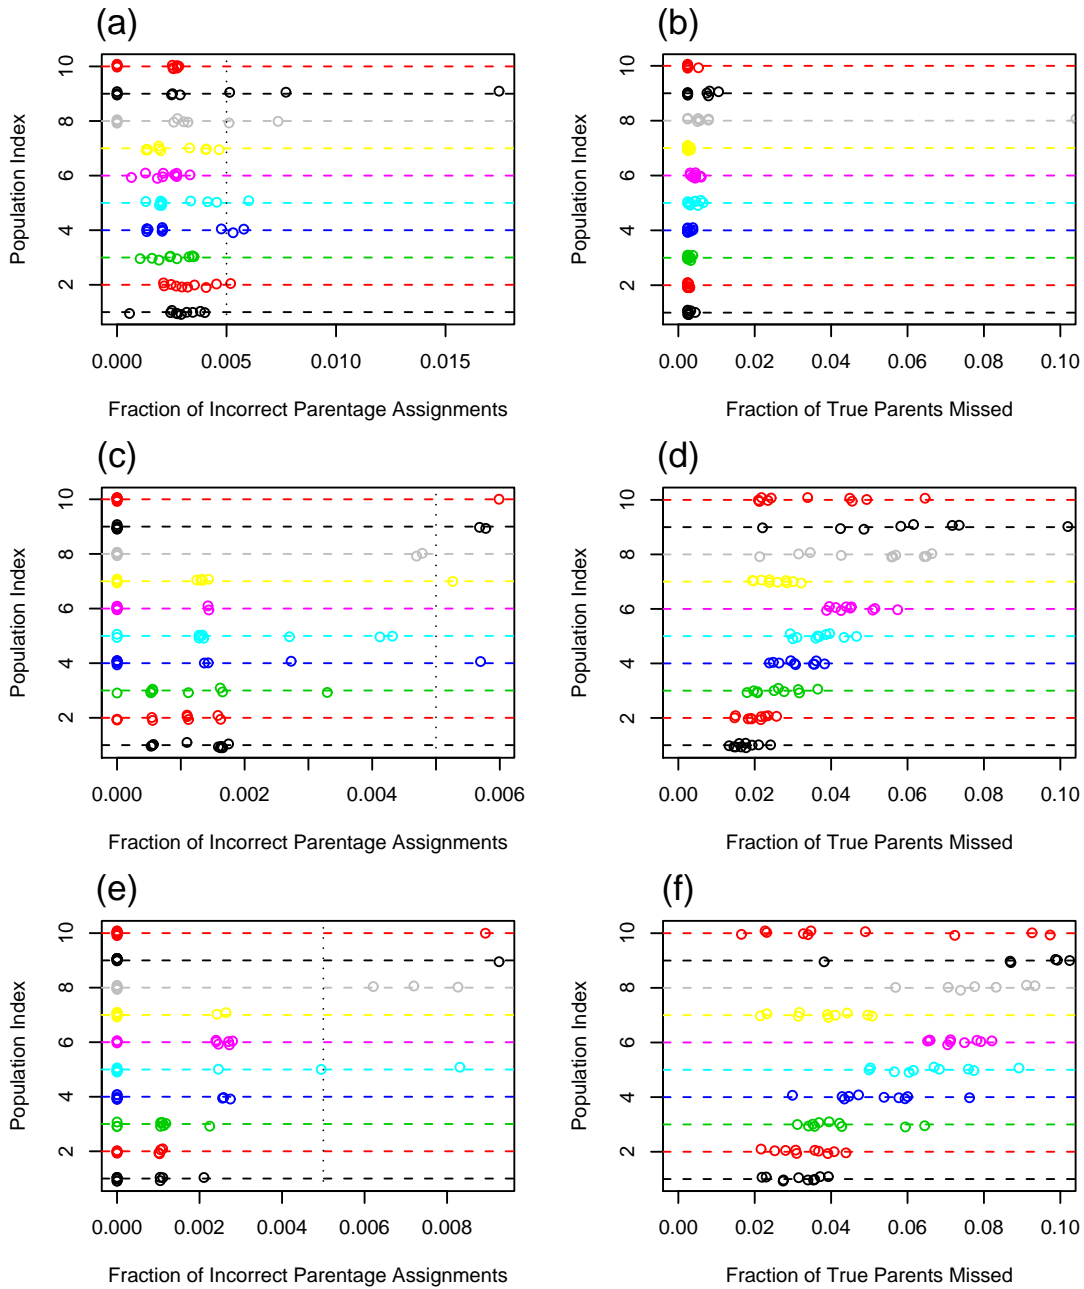 (a)
Population Index
10
8
6
4
2
0.000 0.005 0.010 0.015
Fraction of Incorrect Parentage Assignments
(b)
Population Index
10
8
6
4
2
0.00 0.02 0.04 0.06 0.08 0.10
Fraction of True Parents Missed
(c)
Population Index
10
8
6
4
2
0.000 0.002 0.004 0.006
Fraction of Incorrect Parentage Assignments
(d)
Population Index
10
8
6
4
2
0.00 0.02 0.04 0.06 0.08 0.10
Fraction of True Parents Missed
(e)
Population Index
10
8
6
4
2
0.000 0.002 0.004 0.006 0.008
Fraction of Incorrect Parentage Assignments
(f)
Population Index
10
8
6
4
2
0.00 0.02 0.04 0.06 0.08 0.10
Fraction of True Parents Missed